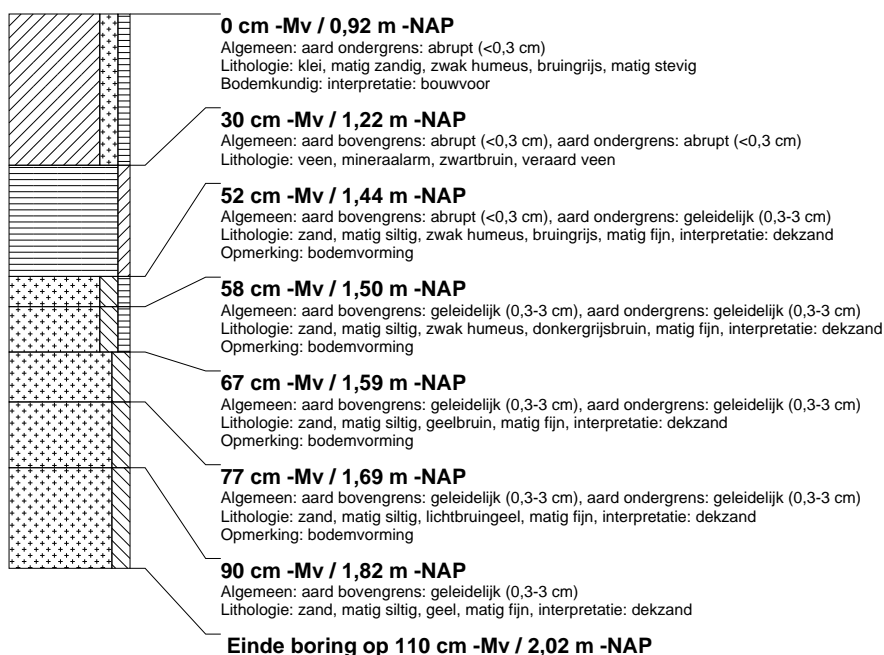 0 cm -Mv / 0,92 m -NAP
Algemeen: aard ondergrens: abrupt (<0,3 cm)
Lithologie: klei, matig zandig, zwak humeus, bruingrijs, matig stevig
Bodemkundig: interpretatie: bouwvoor
30 cm -Mv / 1,22 m -NAP
Algemeen: aard bovengrens: abrupt (<0,3 cm), aard ondergrens: abrupt (<0,3 cm)
Lithologie: veen, mineraalarm, zwartbruin, veraard veen
52 cm -Mv / 1,44 m -NAP
Algemeen: aard bovengrens: abrupt (<0,3 cm), aard ondergrens: geleidelijk (0,3-3 cm)
Lithologie: zand, matig siltig, zwak humeus, bruingrijs, matig fijn, interpretatie: dekzand
Opmerking: bodemvorming
58 cm -Mv / 1,50 m -NAP
Algemeen: aard bovengrens: geleidelijk (0,3-3 cm), aard ondergrens: geleidelijk (0,3-3 cm)
Lithologie: zand, matig siltig, zwak humeus, donkergrijsbruin, matig fijn, interpretatie: dekzand
Opmerking: bodemvorming
67 cm -Mv / 1,59 m -NAP
Algemeen: aard bovengrens: geleidelijk (0,3-3 cm), aard ondergrens: geleidelijk (0,3-3 cm)
Lithologie: zand, matig siltig, geelbruin, matig fijn, interpretatie: dekzand
Opmerking: bodemvorming
77 cm -Mv / 1,69 m -NAP
Algemeen: aard bovengrens: geleidelijk (0,3-3 cm), aard ondergrens: geleidelijk (0,3-3 cm)
Lithologie: zand, matig siltig, lichtbruingeel, matig fijn, interpretatie: dekzand
Opmerking: bodemvorming
90 cm -Mv / 1,82 m -NAP
Algemeen: aard bovengrens: geleidelijk (0,3-3 cm)
Lithologie: zand, matig siltig, geel, matig fijn, interpretatie: dekzand
Einde boring op 110 cm -Mv / 2,02 m -NAP